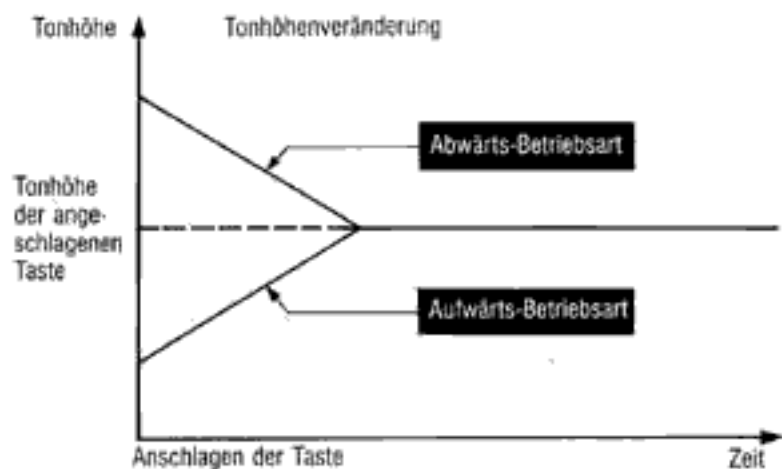 Tonhöhe
Tonhöhenveränderung
Abwärts-Betriebsart
Tonhöhe
der ange-
schlagenen
Taste
Aufwärts-Betriebsart
Anschlagen der Taste
Zeit